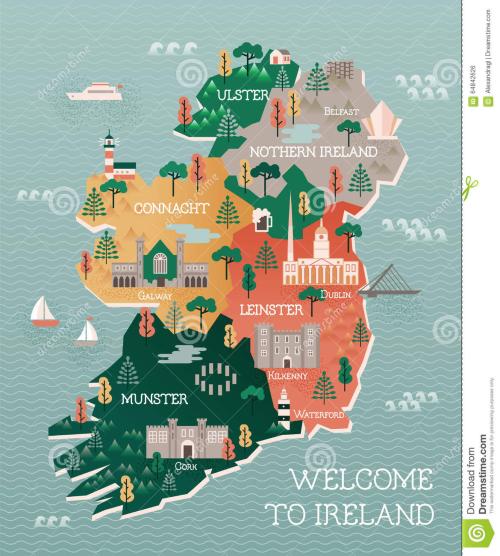 ULSTER
BELFAST
NOTHERN IRELAND
CONNACHT
GALWAY
DUBLIN
LEINSTER
KILKENNY
MUNSTER
WATERFORD
CORK
WELCOME
TO IRELAND
64842626
Alexandragl | Dreamstime.com
Download from
Dreamstime.com
This watermarked comp image is for previewing purposes only.
dreamstime